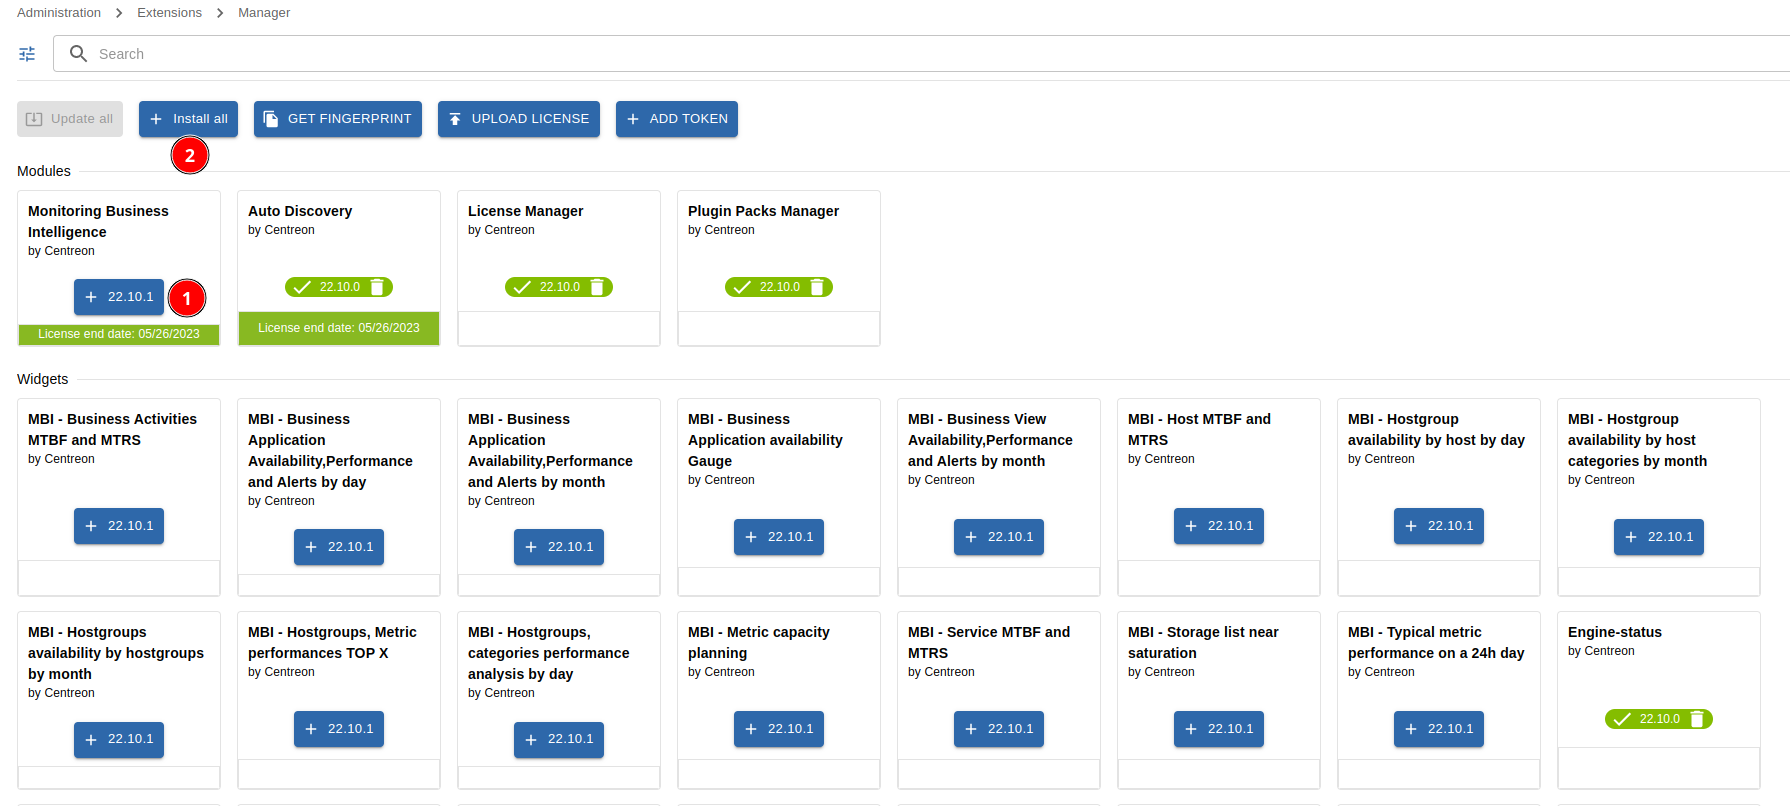 Administration > Extensions > Manager
Search
Update all
Install all
GET FINGERPRINT
UPLOAD LICENSE
ADD TOKEN
2
Modules
Monitoring Business
Intelligence
by Centreon
22.10.1
1
License end date: 05/26/2023
Auto Discovery
by Centreon
22.10.0
License end date: 05/26/2023
License Manager
by Centreon
22.10.0
Plugin Packs Manager
by Centreon
22.10.0
Widgets
MBI - Business Activities
MTBF and MTRS
by Centreon
22.10.1
MBI - Business
Application
Availability,Performance
and Alerts by day
by Centreon
22.10.1
MBI - Business
Application
Availability,Performance
and Alerts by month
by Centreon
22.10.1
MBI - Business
Application availability
Gauge
by Centreon
22.10.1
MBI - Business View
Availability,Performance
and Alerts by month
by Centreon
22.10.1
MBI - Host MTBF and
MTRS
by Centreon
22.10.1
MBI - Hostgroup
availability by host by day
by Centreon
22.10.1
MBI - Hostgroup
availability by host
categories by month
by Centreon
22.10.1
MBI - Hostgroups
availability by hostgroups
by month
by Centreon
22.10.1
MBI - Hostgroups, Metric
performances TOP X
by Centreon
22.10.1
MBI - Hostgroups,
categories performance
analysis by day
by Centreon
22.10.1
MBI - Metric capacity
planning
by Centreon
22.10.1
MBI - Service MTBF and
MTRS
by Centreon
22.10.1
MBI - Storage list near
saturation
by Centreon
22.10.1
MBI - Typical metric
performance on a 24h day
by Centreon
22.10.1
Engine-status
by Centreon
22.10.0